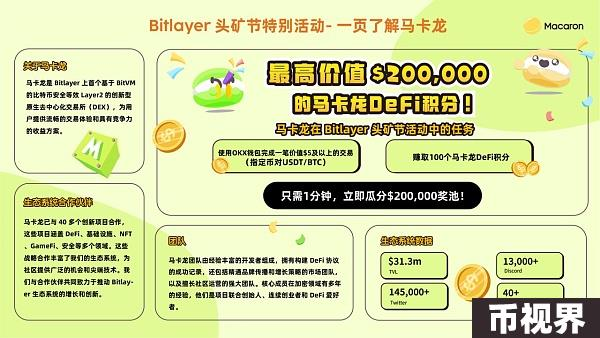 Bitlayer 头矿节特别活动- 一页了解马卡龙
Macaron
关于马卡龙
马卡龙是 Bitlayer 上首个基于 BitVM
的比特币安全等效 Layer2 的创新型
原生去中心化交易所（DEX），为用
户提供流畅的交易体验和具有竞争力
的收益方案。
M
最高价值 $200,000
的马卡龙DeFi积分！
马卡龙在 Bitlayer 头矿节活动中的任务
使用OKX钱包完成一笔价值$5及以上的交易
（指定币对USDT/BTC）
赚取100个马卡龙DeFi积分
只需1分钟，立即瓜分$200,000奖池！
生态系统合作伙伴
马卡龙已与 40 多个创新项目合作，
这些项目涵盖 DeFi、基础设施、NFT
、GameFi、安全等多个领域。这些
战略合作丰富了我们的生态系统，为
社区提供广泛的机会和尖端技术。我
们与合作伙伴共同致力于推动 Bitlay-
er 生态系统的增长和创新。
团队
马卡龙团队由经验丰富的开发者组成，拥有构建 DeFi 协议
的成功记录，还包括精通品牌传播和增长策略的市场团队，
以及擅长社区运营的强大团队。核心成员在加密领域有多年
的经验，他们是项目联合创始人、连续创业者和 DeFi 爱好
者。
生态系统数据
$31.3m
TVL
13,000+
Discord
145,000+
Twitter
40+
币视界